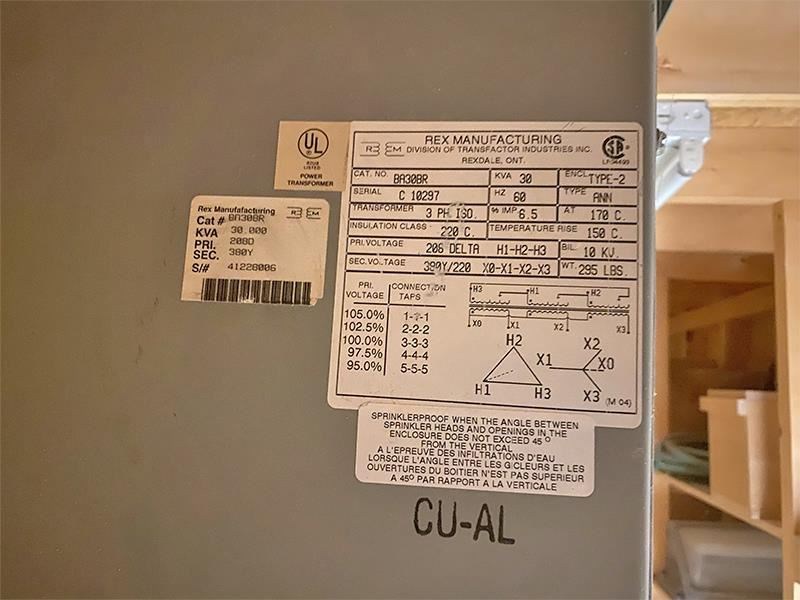 UL
LISTED
POWER
TRANSFORMER
REX MANUFACTURING
DIVISION OF TRANSFACTOR INDUSTRIES INC.
REXDALE, ONT.
CAT. NO. BA30BR KVA 30 ENCL TYPE-2
SERIAL C 10297 HZ 60 TYPE ANN
TRANSFORMER 3 PH ISO. % IMP 6.5 AT 170 C.
INSULATION CLASS 220 C. TEMPERATURE RISE 150 C.
PRI.VOLTAGE 208 DELTA H1-H2-H3 BIL 10 KV.
SEC.VOLTAGE 380Y/220 X0-X1-X2-X3 WT. 295 LBS.
PRI. VOLTAGE CONNECTION TAPS
105.0% 1-1-1
102.5% 2-2-2
100.0% 3-3-3
97.5% 4-4-4
95.0% 5-5-5
H3 H1 H2
X0 X1 X2 X3
H2
H1 H3
X2
X1 X0
X3
(M 04)
Rex Manufacturing
Cat # BA30BR
KVA 30.000
PRI. 208D
SEC. 380Y
S/# 41228006
SPRINKLERPROOF WHEN THE ANGLE BETWEEN
SPRINKLER HEADS AND OPENINGS IN THE
ENCLOSURE DOES NOT EXCEED 45°
FROM THE VERTICAL
A L'EPREUVE DES INFILTRATIONS D'EAU
LORSQUE L'ANGLE ENTRE LES GICLEURS ET LES
OUVERTURES DU BOITIER N'EST PAS SUPERIEUR
A 45° PAR RAPPORT A LA VERTICALE
CU-AL